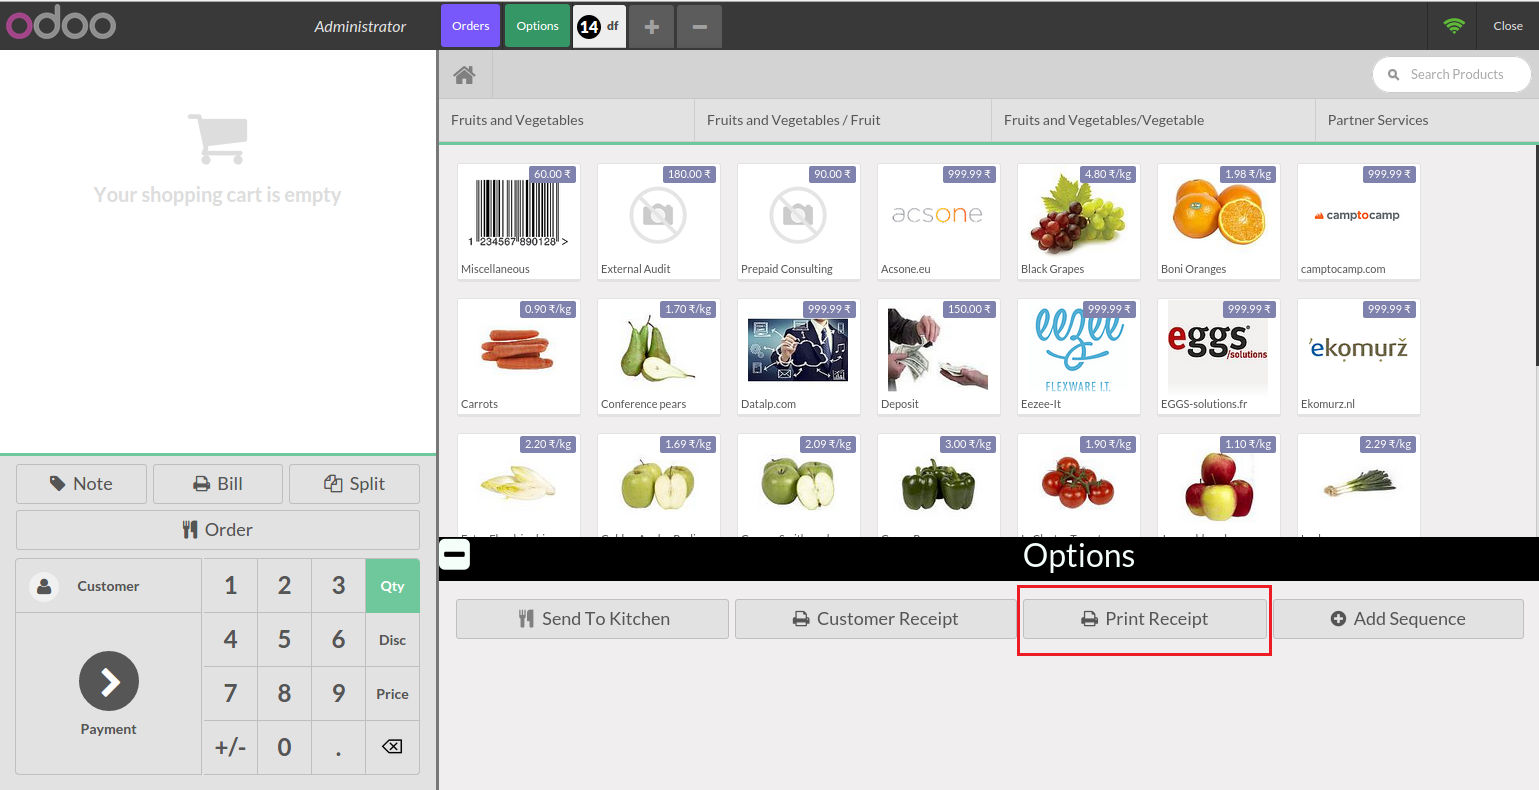 odoo
Administrator
Orders
Options
14 df
Close
Search Products
Your shopping cart is empty
Fruits and Vegetables
Fruits and Vegetables / Fruit
Fruits and Vegetables/Vegetable
Partner Services
60.00 ₹
1 234567 890128 >
Miscellaneous
180.00 ₹
External Audit
90.00 ₹
Prepaid Consulting
999.99 ₹
acsone
Acsone.eu
4.80 ₹/kg
Black Grapes
1.98 ₹/kg
Boni Oranges
999.99 ₹
camptocamp
camptocamp.com
0.90 ₹/kg
Carrots
1.70 ₹/kg
Conference pears
999.99 ₹
Datalp.com
150.00 ₹
Deposit
999.99 ₹
eezee
FLEXWARE I.T.
Eezee-It
999.99 ₹
eggs
/solutions
EGGS-solutions.fr
999.99 ₹
'ekomurž
Ekomurz.nl
2.20 ₹/kg
1.69 ₹/kg
2.09 ₹/kg
3.00 ₹/kg
1.90 ₹/kg
1.10 ₹/kg
2.29 ₹/kg
Note
Bill
Split
Order
Customer
1
2
3
Qty
4
5
6
Disc
7
8
9
Price
+/-
0
.
Payment
Options
Send To Kitchen
Customer Receipt
Print Receipt
Add Sequence